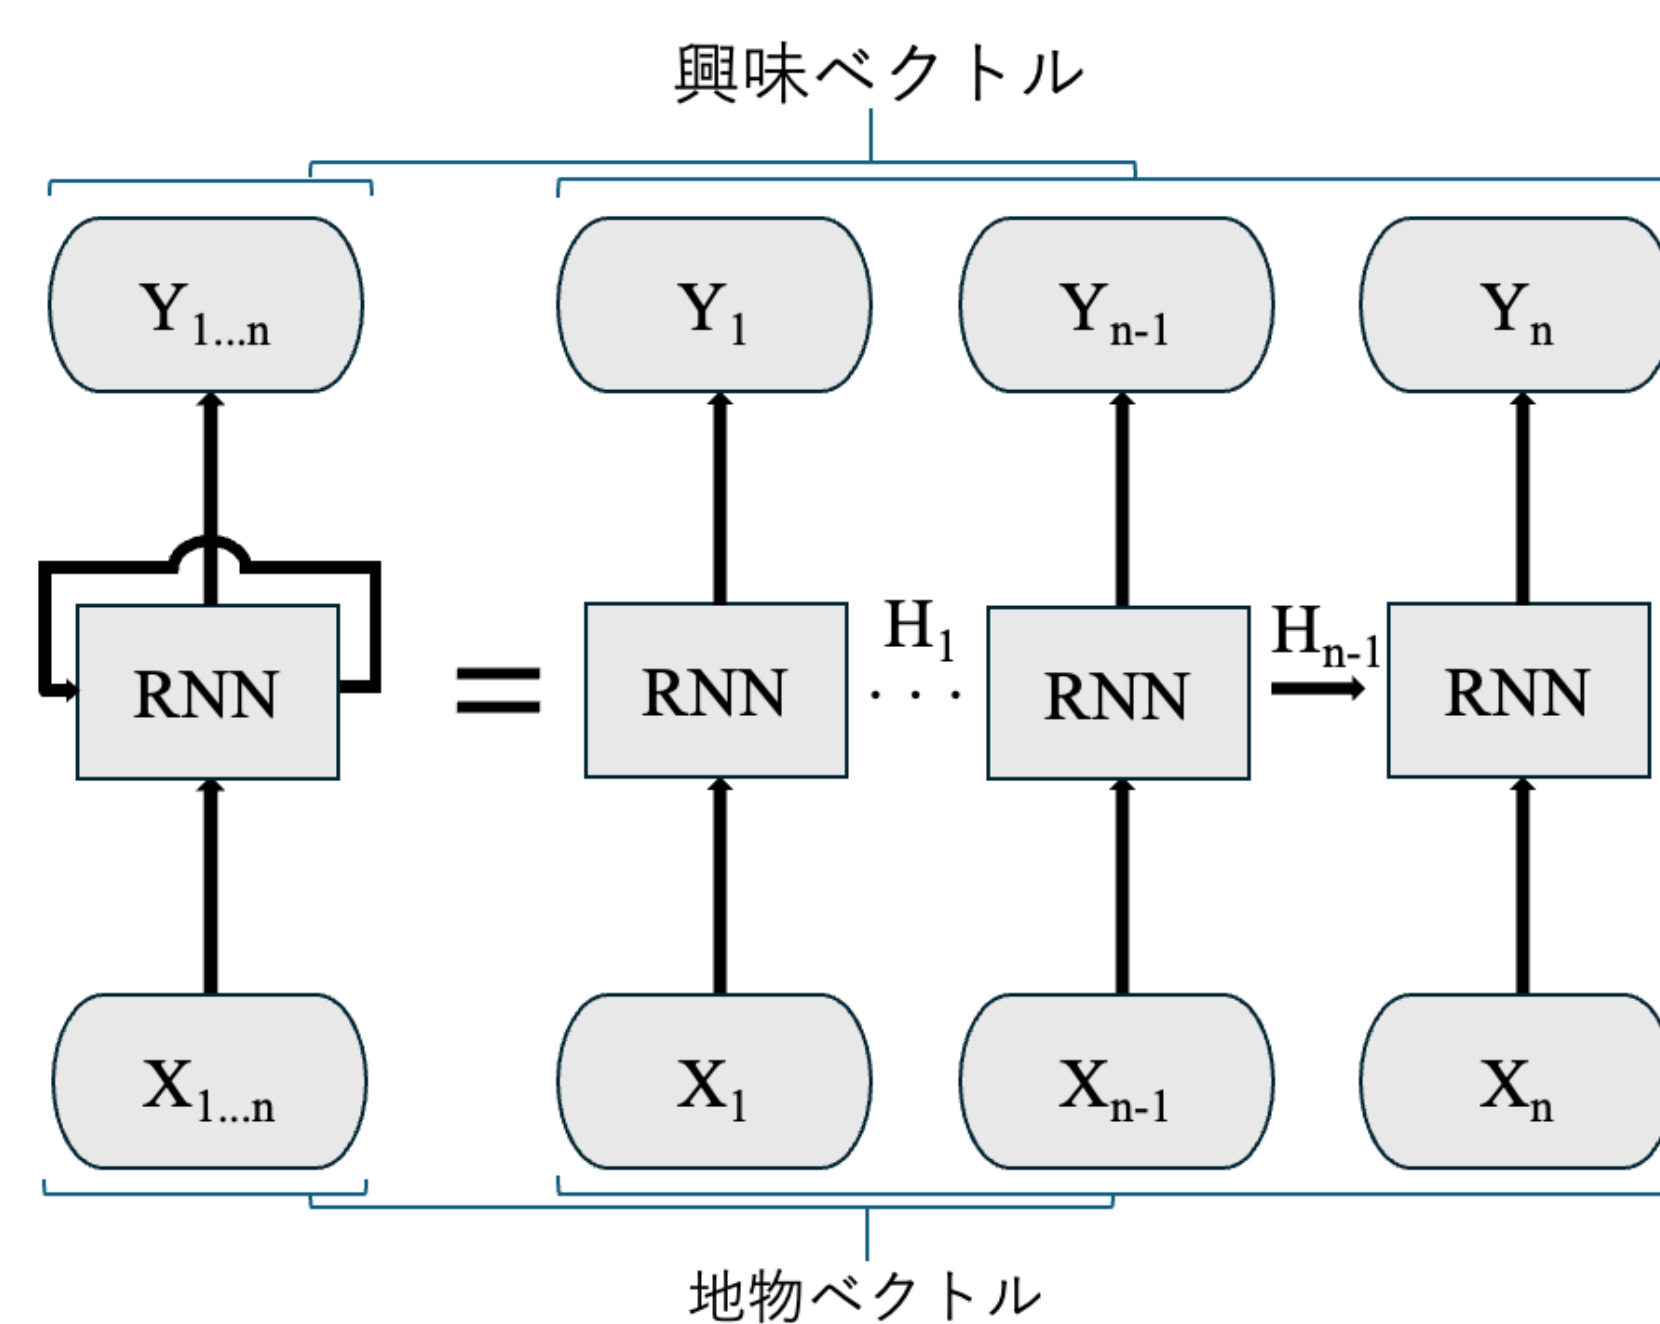 興味ベクトル
Y1...n
Y1
Yn-1
Yn
RNN
=
RNN
H1
. . .
RNN
Hn-1
RNN
X1...n
X1
Xn-1
Xn
地物ベクトル